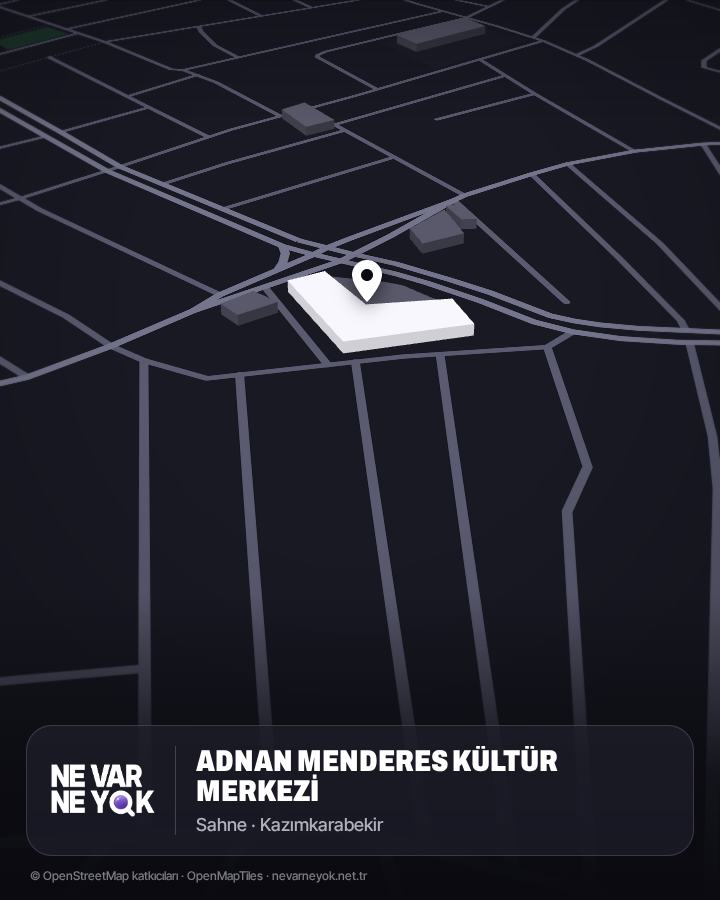 NE VAR
NE YOK
ADNAN MENDERES KÜLTÜR
MERKEZİ
Sahne · Kazımkarabekir
© OpenStreetMap katkıcıları · OpenMapTiles · nevarneyok.net.tr